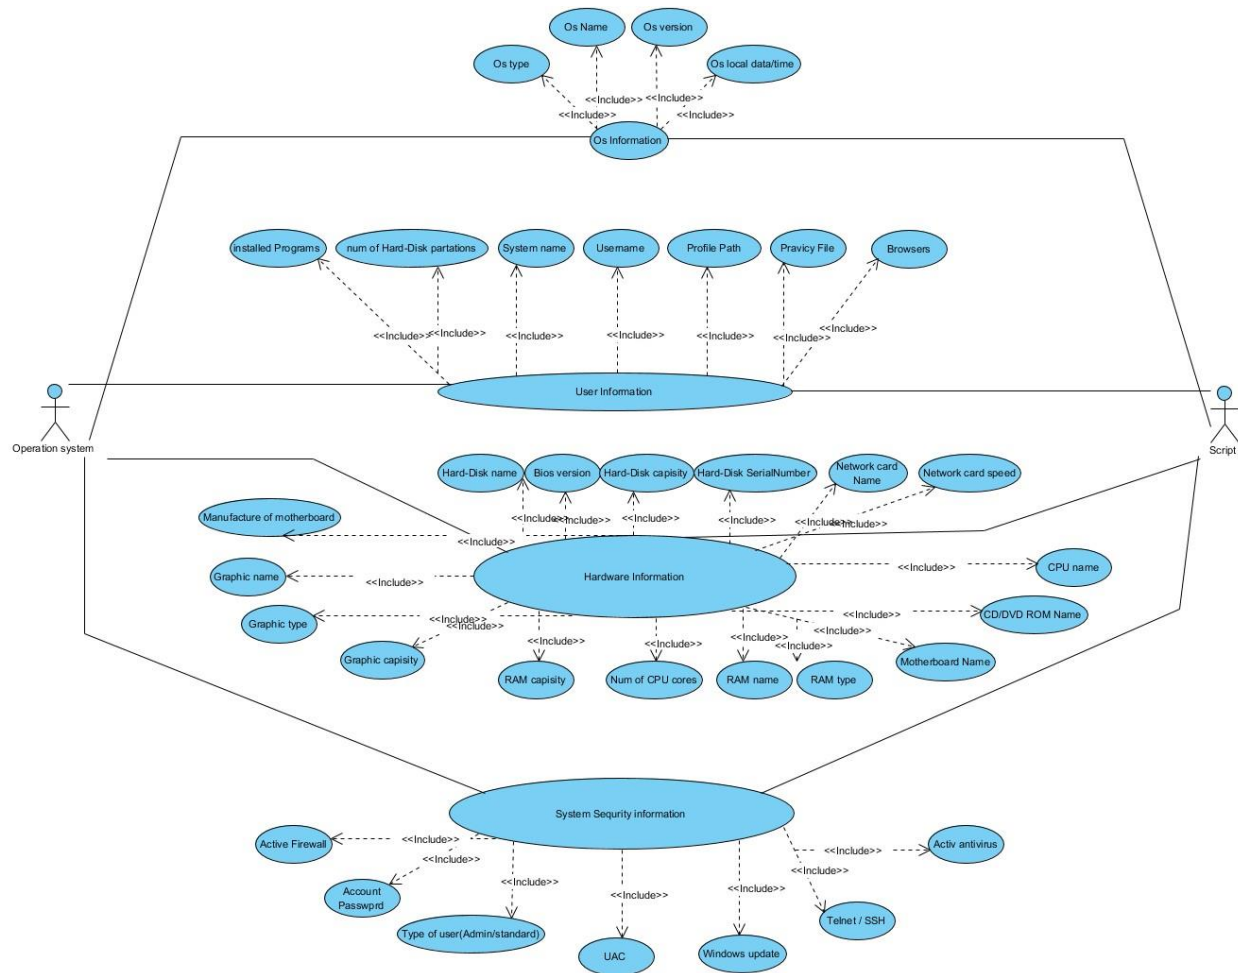 Os Name
Os version
Os type
Os local data/time
<<Include>>
<<Include>>
<<Include>>
<<Include>>
Os Information
installed Programs
num of Hard-Disk partations
System name
Username
Profile Path
Pravicy File
Browsers
<<Include>>
<<Include>>
<<Include>>
<<Include>>
<<Include>>
<<Include>>
<<Include>>
User Information
Operation system
Script
Hard-Disk name
Bios version
Hard-Disk capisity
Hard-Disk SerialNumber
Network card
Name
Network card speed
Manufacture of motherboard
<<Include>>
<<Include>>
<<Include>>
<<Include>>
<<Include>>
<<Include>>
<<Include>>
Hardware Information
Graphic name
<<Include>>
<<Include>>
CPU name
Graphic type
<<Include>>
<<Include>>
<<Include>>
CD/DVD ROM Name
Graphic capisity
<<Include>>
<<Include>>
<<Include>>
<<Include>>
<<Include>>
Motherboard Name
RAM capisity
Num of CPU cores
RAM name
RAM type
System Sequrity information
Active Firewall
<<Include>>
<<Include>>
Activ antivirus
<<Include>>
<<Include>>
Account
Passwprd
<<Include>>
<<Include>>
<<Include>>
Telnet / SSH
Type of user(Admin/standard)
UAC
Windows update